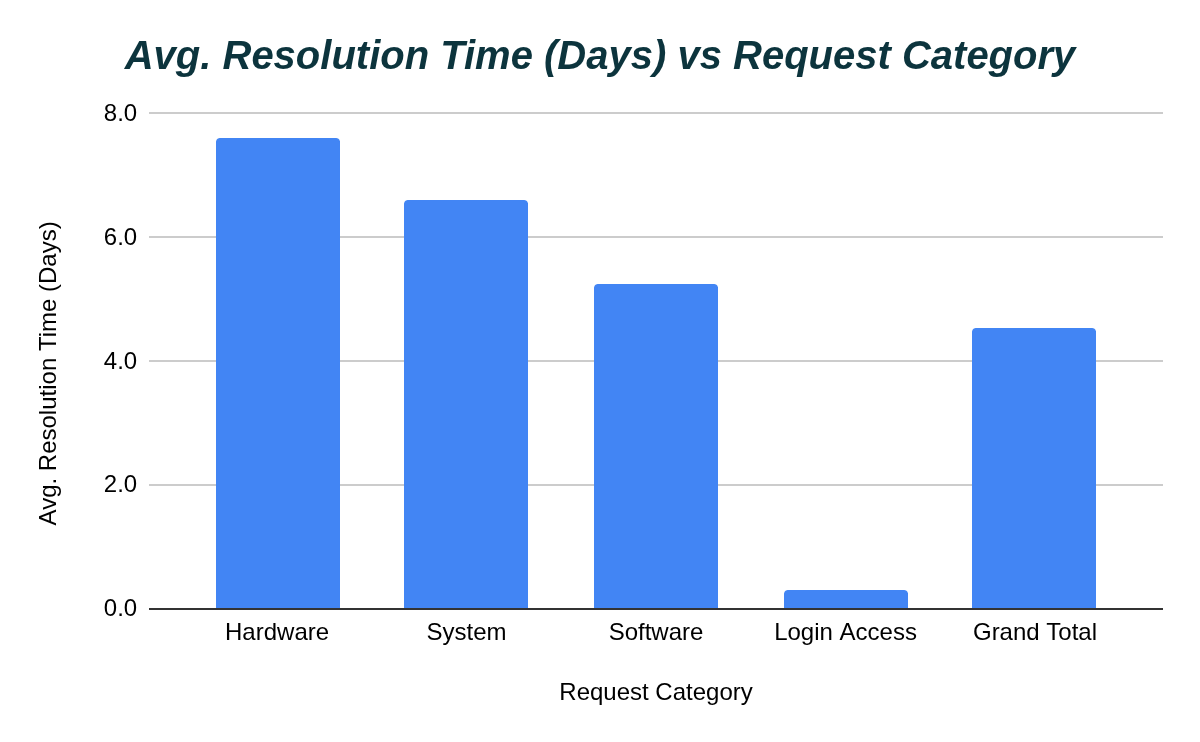 Avg. Resolution Time (Days) vs Request Category
Avg. Resolution Time (Days)
8.0
6.0
4.0
2.0
0.0
Hardware
System
Software
Login Access
Grand Total
Request Category